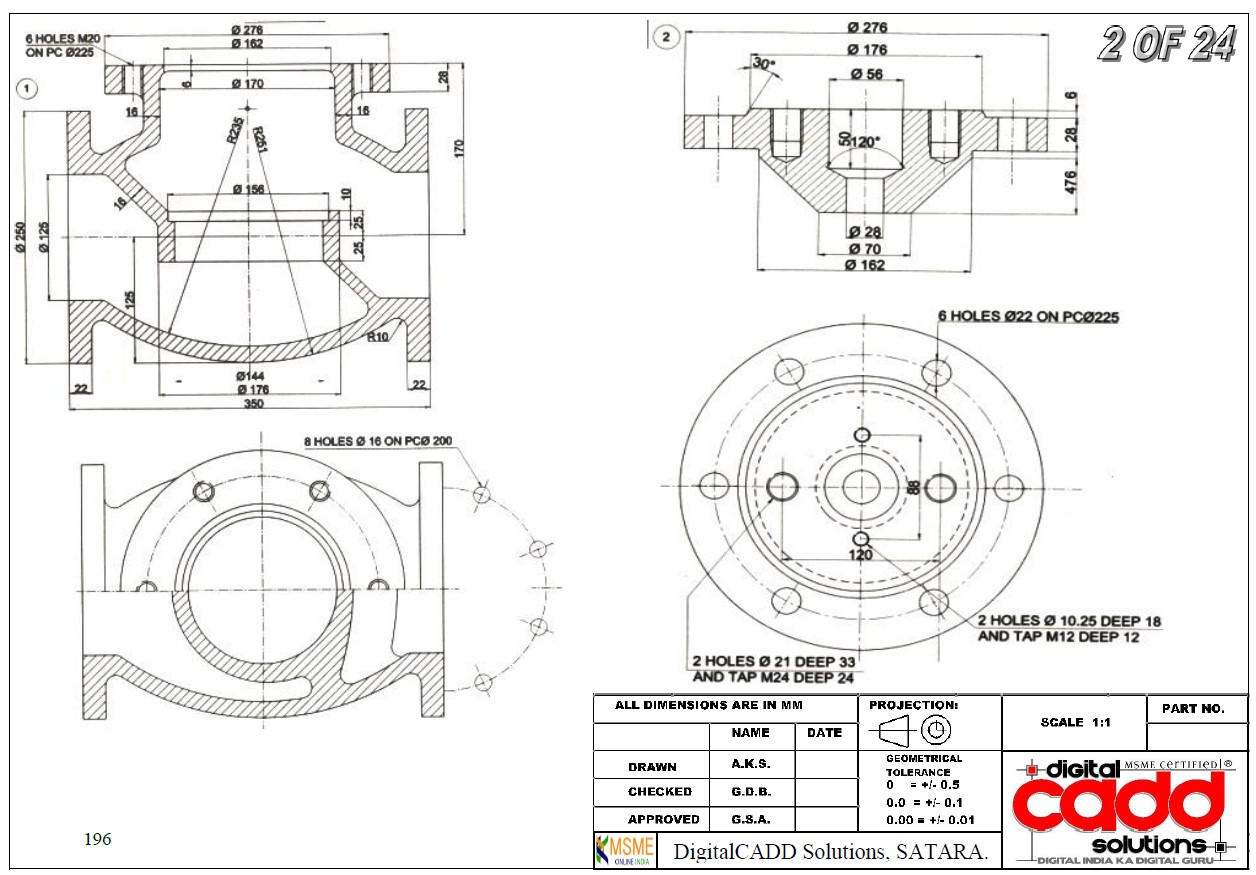 2 OF 24
1
6 HOLES M20
ON PC Ø225
Ø 276
Ø 162
6
Ø 170
28
16
16
R235
R251
170
Ø 156
10
25
25
16
Ø 250
Ø 125
125
R10
22
22
Ø144
Ø 176
350
8 HOLES Ø 16 ON PCØ 200
2
Ø 276
Ø 176
30°
Ø 56
6
50
120°
28
476
Ø 28
Ø 70
Ø 162
6 HOLES Ø22 ON PCØ225
88
120
2 HOLES Ø 10.25 DEEP 18
AND TAP M12 DEEP 12
2 HOLES Ø 21 DEEP 33
AND TAP M24 DEEP 24
ALL DIMENSIONS ARE IN MM
NAME DATE
DRAWN A.K.S.
CHECKED G.D.B.
APPROVED G.S.A.
PROJECTION:
GEOMETRICAL
TOLERANCE
0 = +/- 0.5
0.0 = +/- 0.1
0.00 = +/- 0.01
SCALE 1:1
PART NO.
digital MSME CERTIFIED! ®
cadd
solutions
DIGITAL INDIA KA DIGITAL GURU
MSME
ONLINE INDIA
DigitalCADD Solutions, SATARA.
196